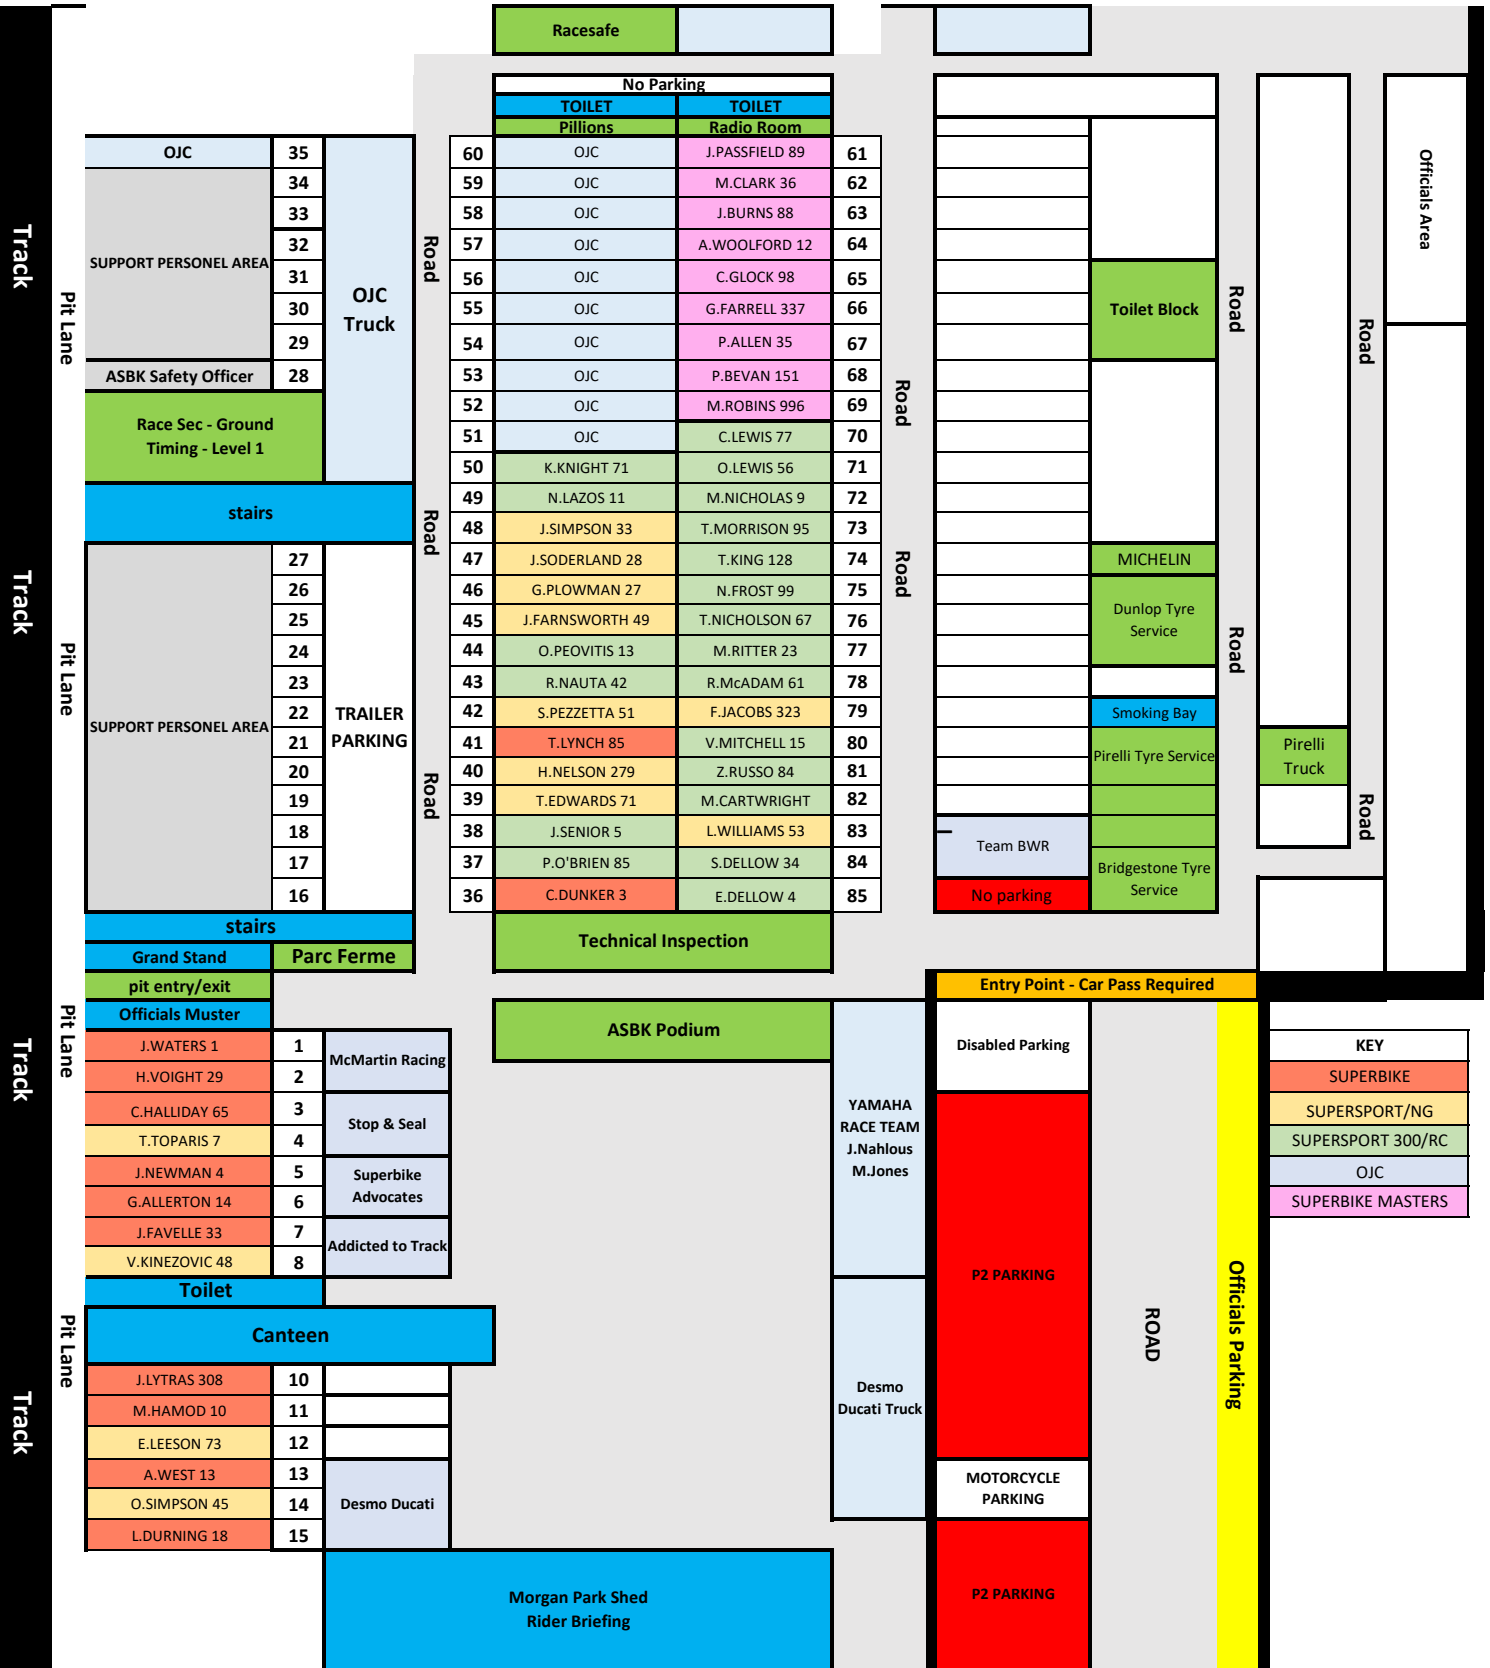 Racesafe
No Parking
TOILET TOILET
Pillions Radio Room
OJC 35 60 OJC J.PASSFIELD 89 61
34 59 OJC M.CLARK 36 62
33 58 OJC J.BURNS 88 63
32 57 OJC A.WOOLFORD 12 64
SUPPORT PERSONEL AREA
31 56 OJC C.GLOCK 98 65
30 55 OJC G.FARRELL 337 66
29 54 OJC P.ALLEN 35 67
ASBK Safety Officer 28 53 OJC P.BEVAN 151 68
52 OJC M.ROBINS 996 69
51 OJC C.LEWIS 77 70
50 K.KNIGHT 71 O.LEWIS 56 71
49 N.LAZOS 11 M.NICHOLAS 9 72
48 J.SIMPSON 33 T.MORRISON 95 73
OJC
Truck
Race Sec - Ground
Timing - Level 1
stairs
27 47 J.SODERLAND 28 T.KING 128 74 MICHELIN
26 46 G.PLOWMAN 27 N.FROST 99 75
25 45 J.FARNSWORTH 49 T.NICHOLSON 67 76
24 44 O.PEOVITIS 13 M.RITTER 23 77
23 43 R.NAUTA 42 R.McADAM 61 78
22 42 S.PEZZETTA 51 F.JACOBS 323 79 Smoking Bay
SUPPORT PERSONEL AREA
21 41 T.LYNCH 85 V.MITCHELL 15 80
20 40 H.NELSON 279 Z.RUSSO 84 81
19 39 T.EDWARDS 71 M.CARTWRIGHT 82
18 38 J.SENIOR 5 L.WILLIAMS 53 83
17 37 P.O'BRIEN 85 S.DELLOW 34 84
16 36 C.DUNKER 3 E.DELLOW 4 85 No parking
TRAILER
PARKING
Toilet Block
Dunlop Tyre
Service
Pirelli Tyre Service
Pirelli
Truck
Team BWR
Bridgestone Tyre
Service
Officials Area
Road
Road
Road
Road
Road
Road
Road
Road
Road
Track
Track
Track
Track
Pit Lane
Pit Lane
Pit Lane
Pit Lane
stairs
Grand Stand Parc Ferme
Technical Inspection
pit entry/exit
Entry Point - Car Pass Required
Officials Muster
ASBK Podium
J.WATERS 1 1
H.VOIGHT 29 2
McMartin Racing
C.HALLIDAY 65 3
T.TOPARIS 7 4
Stop & Seal
J.NEWMAN 4 5
G.ALLERTON 14 6
Superbike
Advocates
J.FAVELLE 33 7
V.KINEZOVIC 48 8
Addicted to Track
Toilet
Canteen
J.LYTRAS 308 10
M.HAMOD 10 11
E.LEESON 73 12
A.WEST 13 13
O.SIMPSON 45 14 Desmo Ducati
L.DURNING 18 15
Morgan Park Shed
Rider Briefing
YAMAHA
RACE TEAM
J.Nahlous
M.Jones
Desmo
Ducati Truck
Disabled Parking
P2 PARKING
MOTORCYCLE
PARKING
P2 PARKING
ROAD
Officials Parking
KEY
SUPERBIKE
SUPERSPORT/NG
SUPERSPORT 300/RC
OJC
SUPERBIKE MASTERS